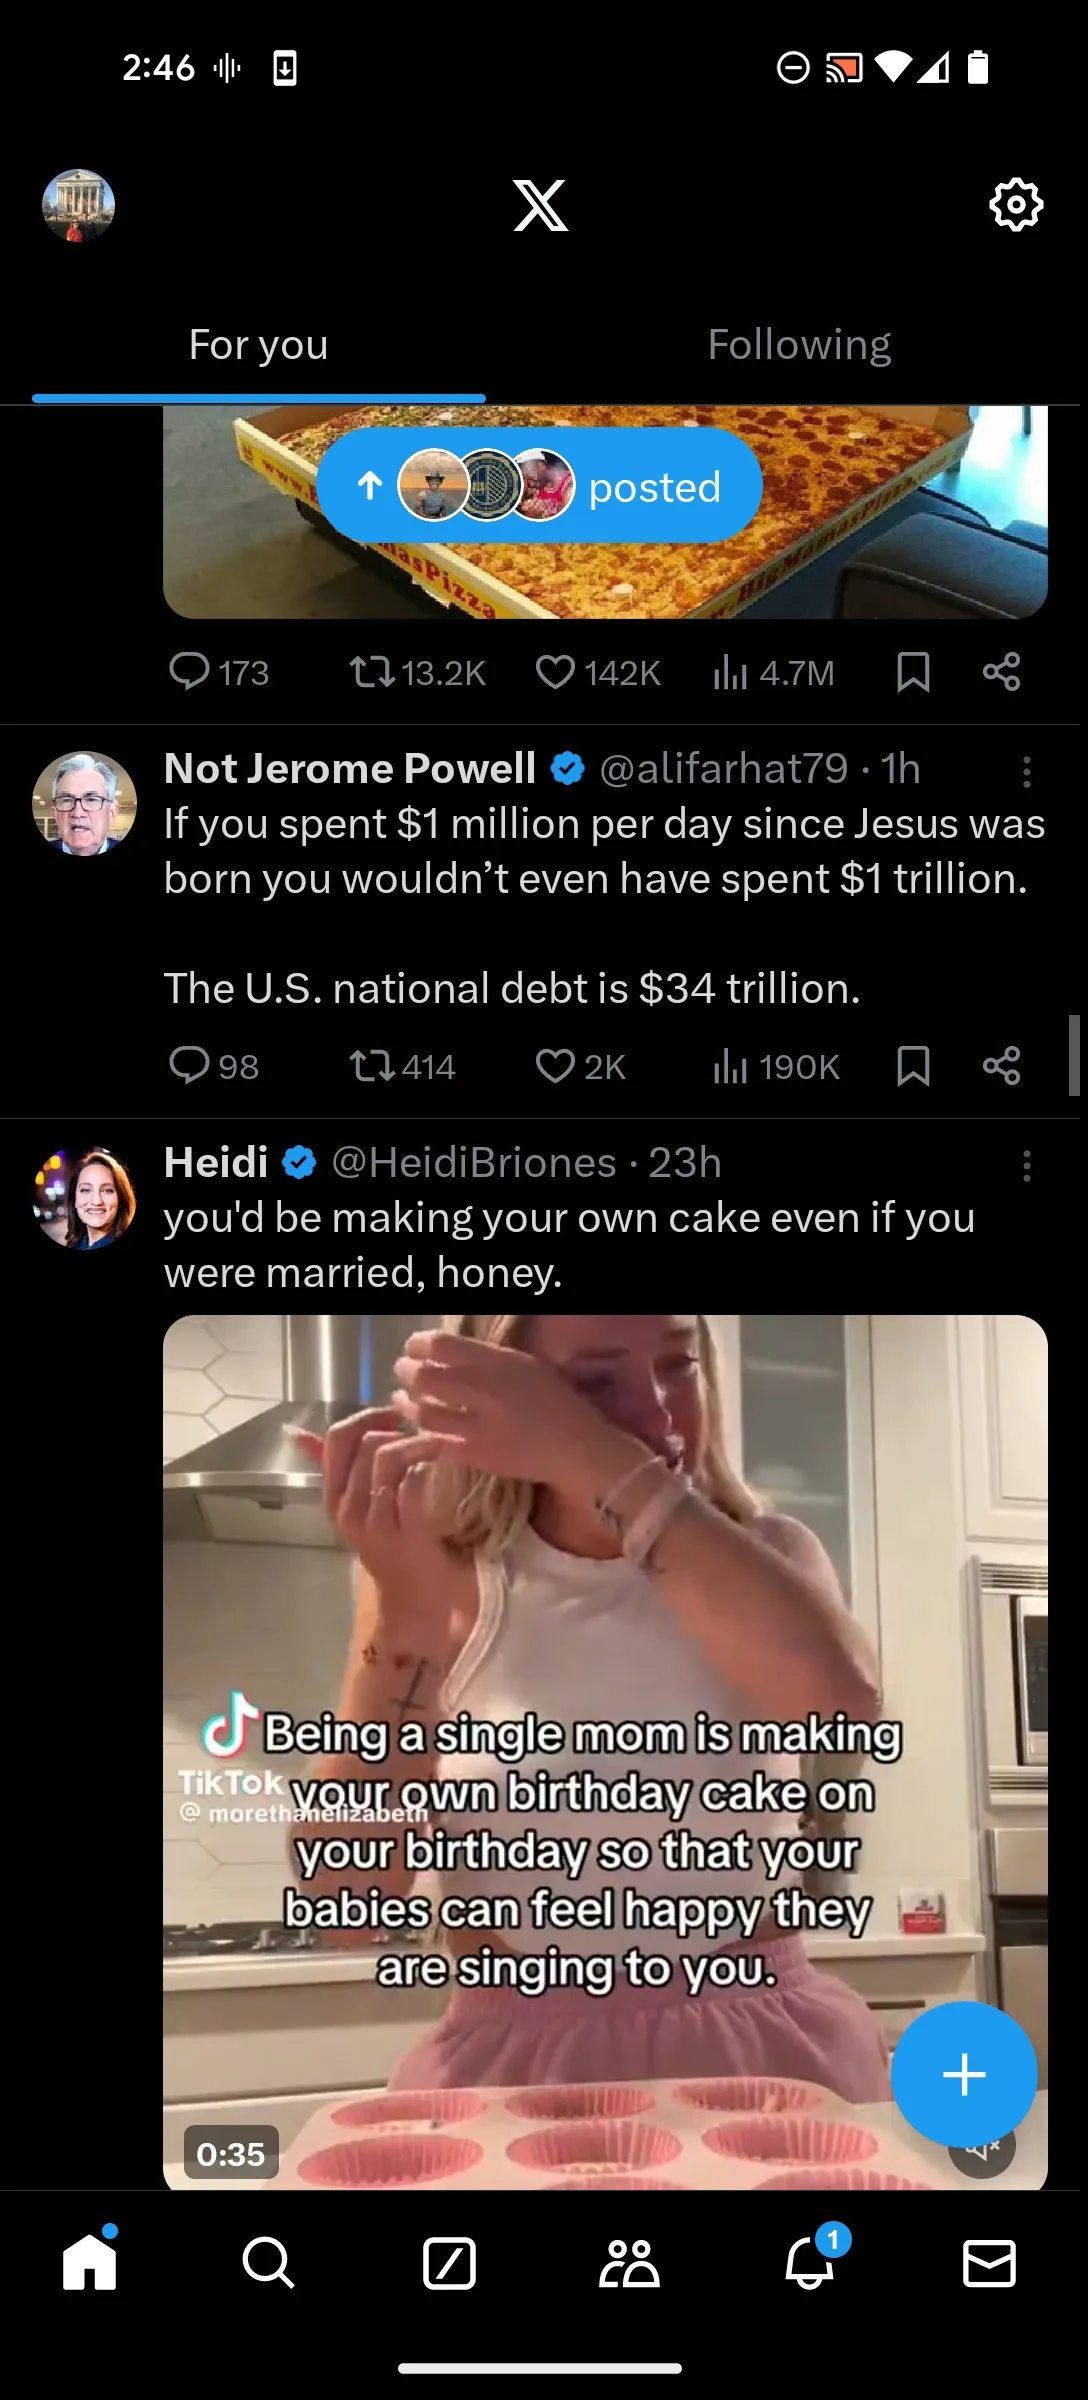 2:46
For you
Following
posted
masPizza
173
13.2K
142K
4.7M
Not Jerome Powell @alifarhat79 · 1h
If you spent $1 million per day since Jesus was
born you wouldn’t even have spent $1 trillion.
The U.S. national debt is $34 trillion.
98
414
2K
190K
Heidi @HeidiBriones · 23h
you'd be making your own cake even if you
were married, honey.
Being a single mom is making
your own birthday cake on
your birthday so that your
babies can feel happy they
are singing to you.
TikTok
@ morethanelizabeth
0:35
1